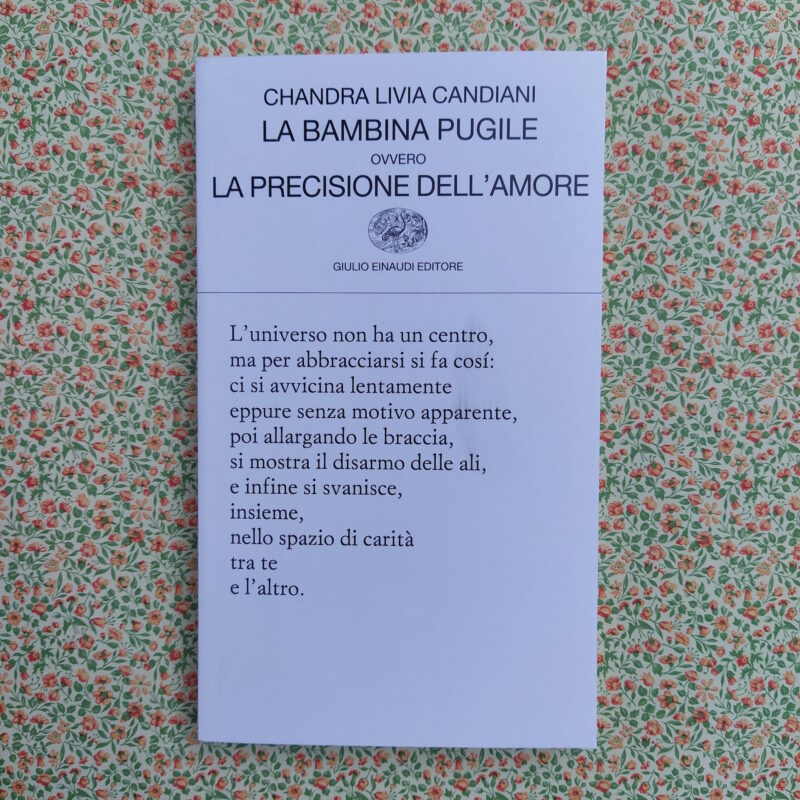 CHANDRA LIVIA CANDIANI
LA BAMBINA PUGILE
OVVERO
LA PRECISIONE DELL'AMORE
GIULIO EINAUDI EDITORE
L'universo non ha un centro,
ma per abbracciarsi si fa cosí:
ci si avvicina lentamente
eppure senza motivo apparente,
poi allargando le braccia,
si mostra il disarmo delle ali,
e infine si svanisce,
insieme,
nello spazio di carità
tra te
e l'altro.